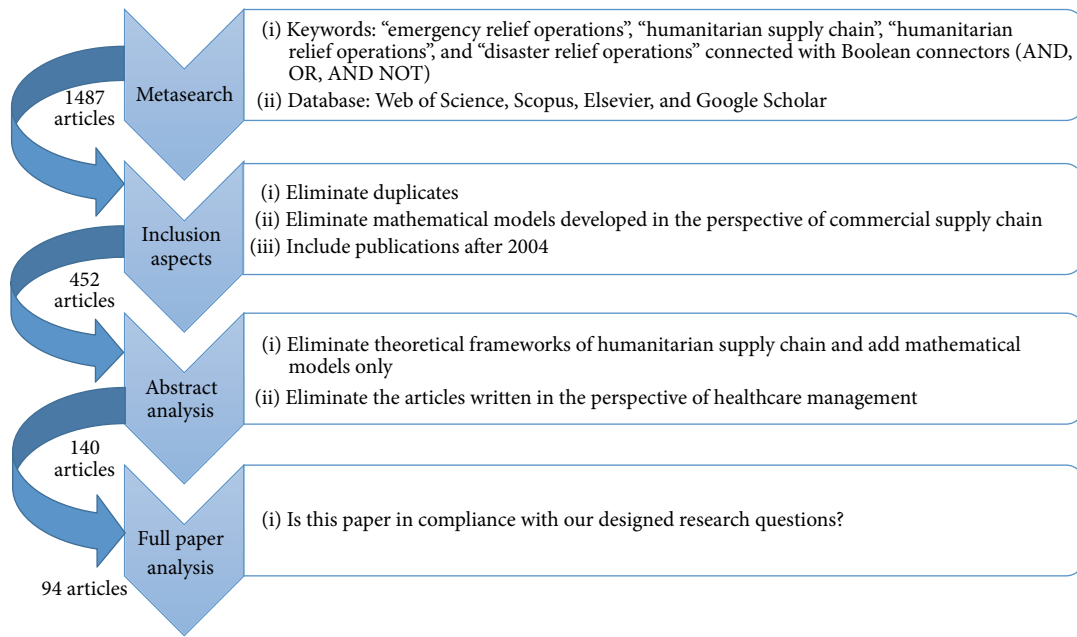 (i) Keywords: “emergency relief operations”, “humanitarian supply chain”, “humanitarian
relief operations”, and “disaster relief operations” connected with Boolean connectors (AND,
OR, AND NOT)
(ii) Database: Web of Science, Scopus, Elsevier, and Google Scholar
Metasearch
1487
articles
(i) Eliminate duplicates
(ii) Eliminate mathematical models developed in the perspective of commercial supply chain
(iii) Include publications after 2004
Inclusion
aspects
452
articles
(i) Eliminate theoretical frameworks of humanitarian supply chain and add mathematical
models only
(ii) Eliminate the articles written in the perspective of healthcare management
Abstract
analysis
140
articles
(i) Is this paper in compliance with our designed research questions?
Full paper
analysis
94 articles